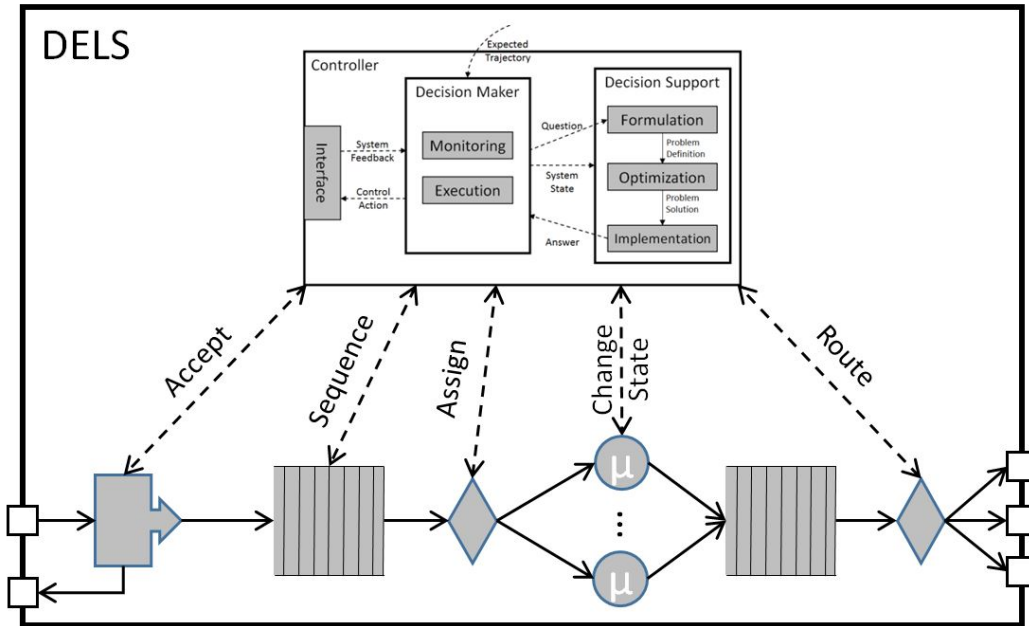 DELS
Expected
Trajectory
Controller
Decision Maker
Decision Support
Interface
System
Feedback
Control
Action
Monitoring
Execution
Question
System
State
Answer
Formulation
Problem
Definition
Optimization
Problem
Solution
Implementation
Accept
Sequence
Assign
Change
State
Route
μ
...
μ